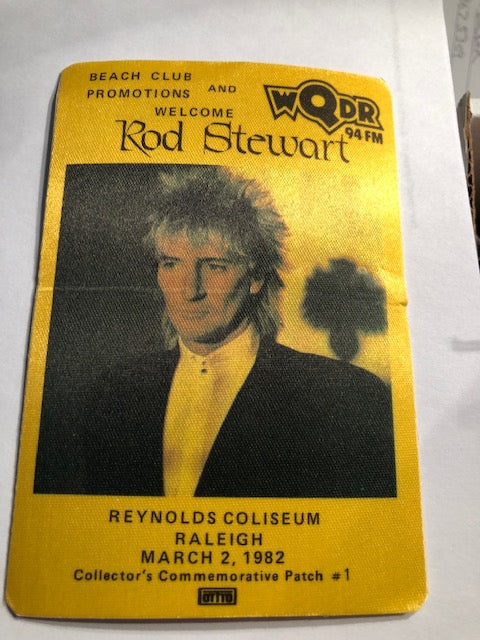 BEACH CLUB
PROMOTIONS AND
WELCOME
WQDR
94 FM
Rod Stewart
REYNOLDS COLISEUM
RALEIGH
MARCH 2, 1982
Collector's Commemorative Patch #1
OTTO